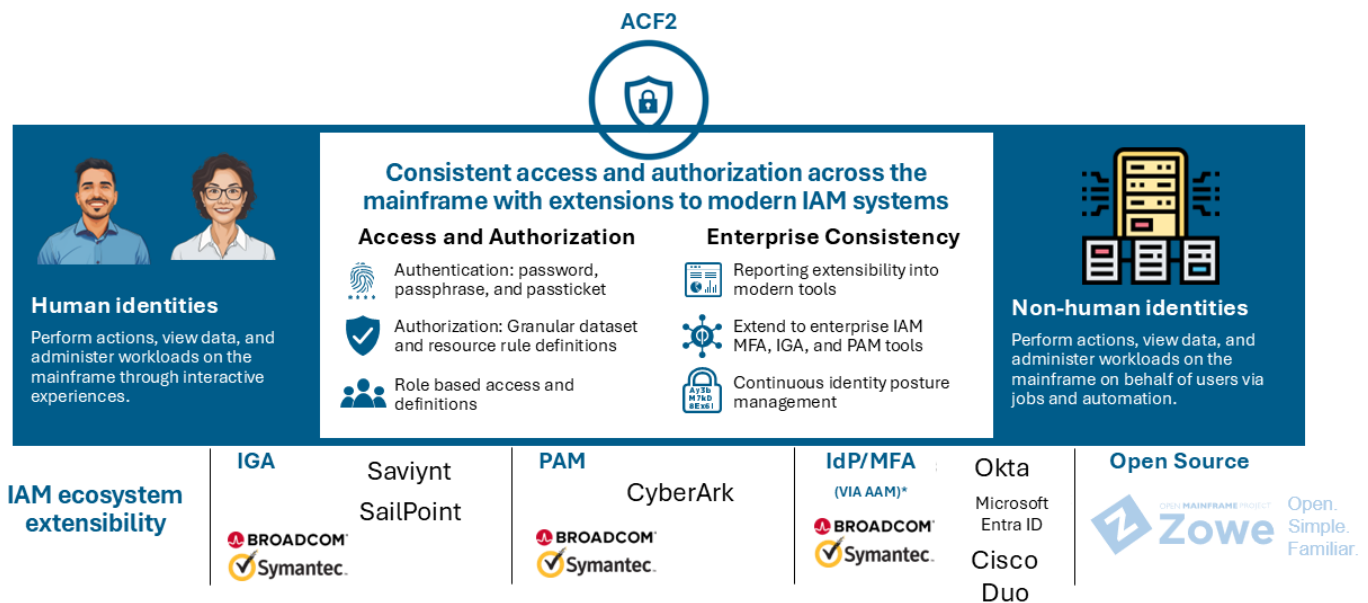 ACF2
Consistent access and authorization across the
mainframe with extensions to modern IAM systems
Human identities
Perform actions, view data, and
administer workloads on the
mainframe through interactive
experiences.
Access and Authorization
Authentication: password,
passphrase, and passticket
Authorization: Granular dataset
and resource rule definitions
Role based access and
definitions
Enterprise Consistency
Reporting extensibility into
modern tools
Extend to enterprise IAM
MFA, IGA, and PAM tools
Continuous identity posture
management
Ay3b
M7kD
8Ex6l
Non-human identities
Perform actions, view data, and
administer workloads on the
mainframe on behalf of users via
jobs and automation.
IAM ecosystem
extensibility
IGA
Saviynt
SailPoint
BROADCOM
Symantec.
PAM
CyberArk
BROADCOM
Symantec.
IdP/MFA
(VIA AAM)*
BROADCOM
Symantec.
Okta
Microsoft
Entra ID
Cisco
Duo
Open Source
OPEN MAINFRAME PROJECT
Zowe
Open.
Simple.
Familiar.